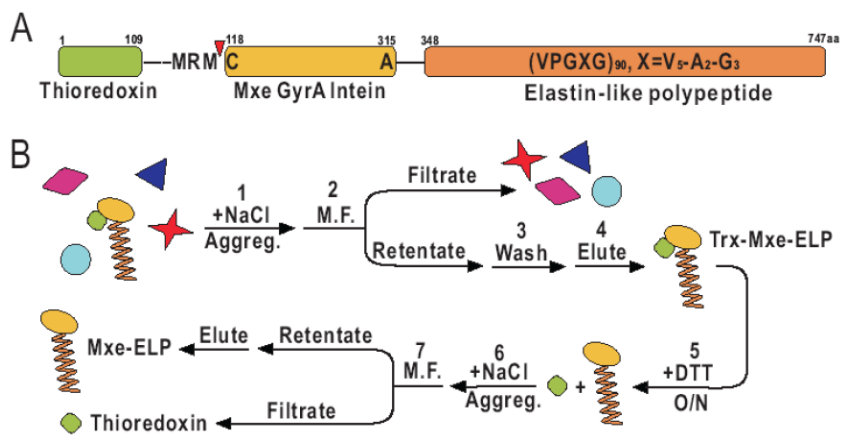 A
1 109 118 315 348 747aa
MRM C A (VPGXG)90, X=V5-A2-G3
Thioredoxin Mxe GyrA Intein Elastin-like polypeptide
B
Filtrate
1 2
+NaCl M.F.
Aggreg.
Retentate
3 4
Wash Elute
Trx-Mxe-ELP
5
+DTT
O/N
+
6
+NaCl
Aggreg.
7
M.F.
Retentate
Elute
Mxe-ELP
Filtrate
Thioredoxin